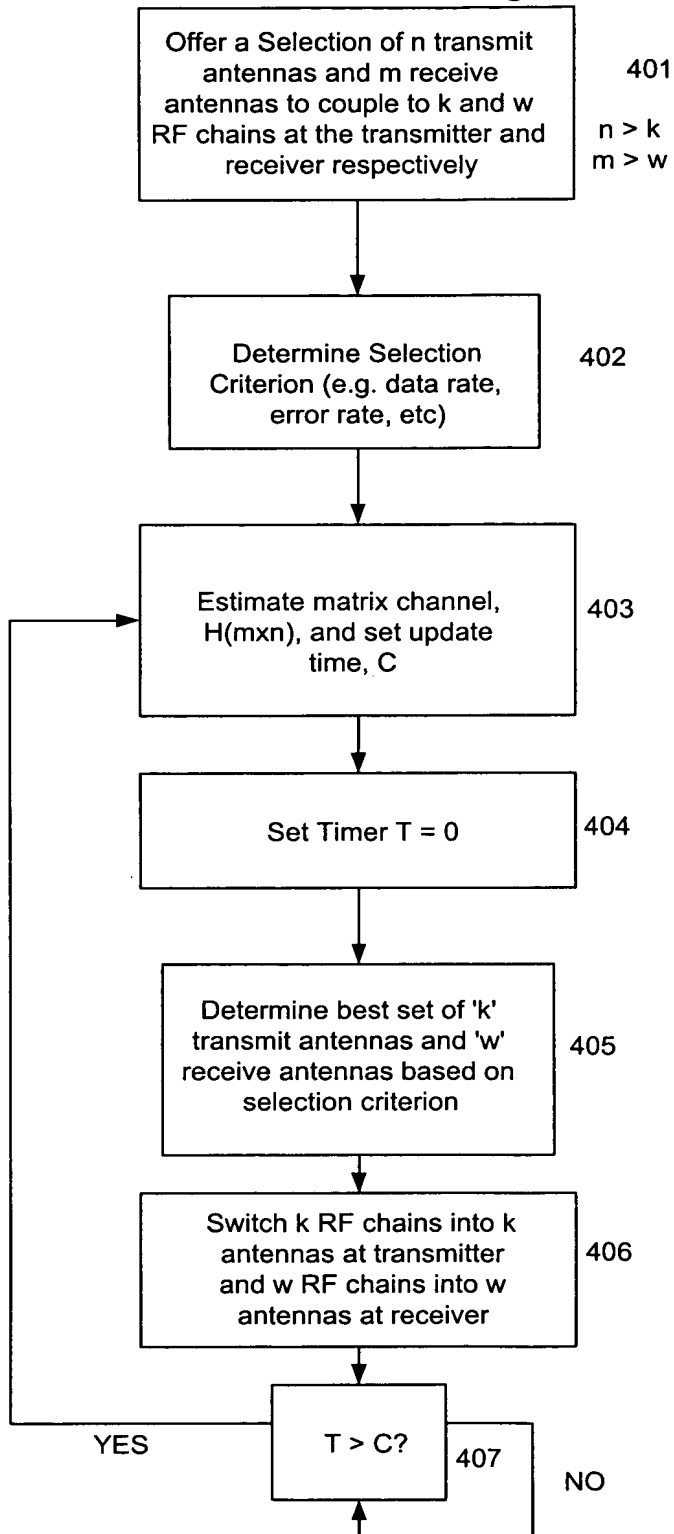 Offer a Selection of n transmit
antennas and m receive
antennas to couple to k and w
RF chains at the transmitter and
receiver respectively
401
n > k
m > w
Determine Selection
Criterion (e.g. data rate,
error rate, etc)
402
Estimate matrix channel,
H(mxn), and set update
time, C
403
Set Timer T = 0
404
Determine best set of 'k'
transmit antennas and 'w'
receive antennas based on
selection criterion
405
Switch k RF chains into k
antennas at transmitter
and w RF chains into w
antennas at receiver
406
T > C?
407
YES
NO